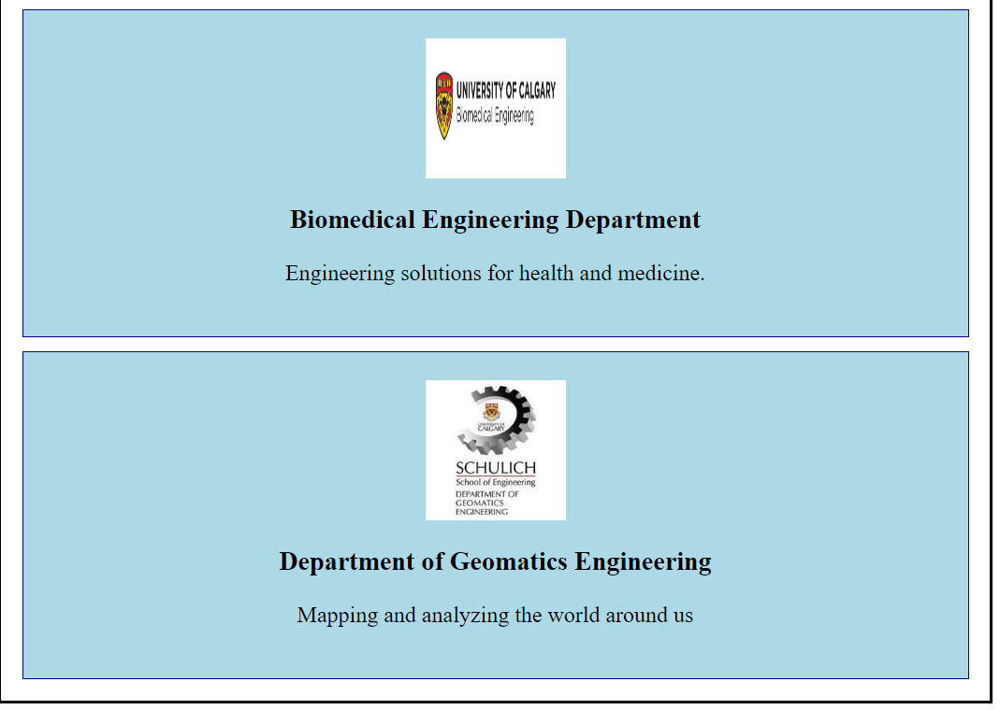 UNIVERSITY OF CALGARY
Biomedical Engineering
Biomedical Engineering Department
Engineering solutions for health and medicine.
UNIVERSITY OF
CALGARY
SCHULICH
School of Engineering
DEPARTMENT OF
GEOMATICS
ENGINEERING
Department of Geomatics Engineering
Mapping and analyzing the world around us